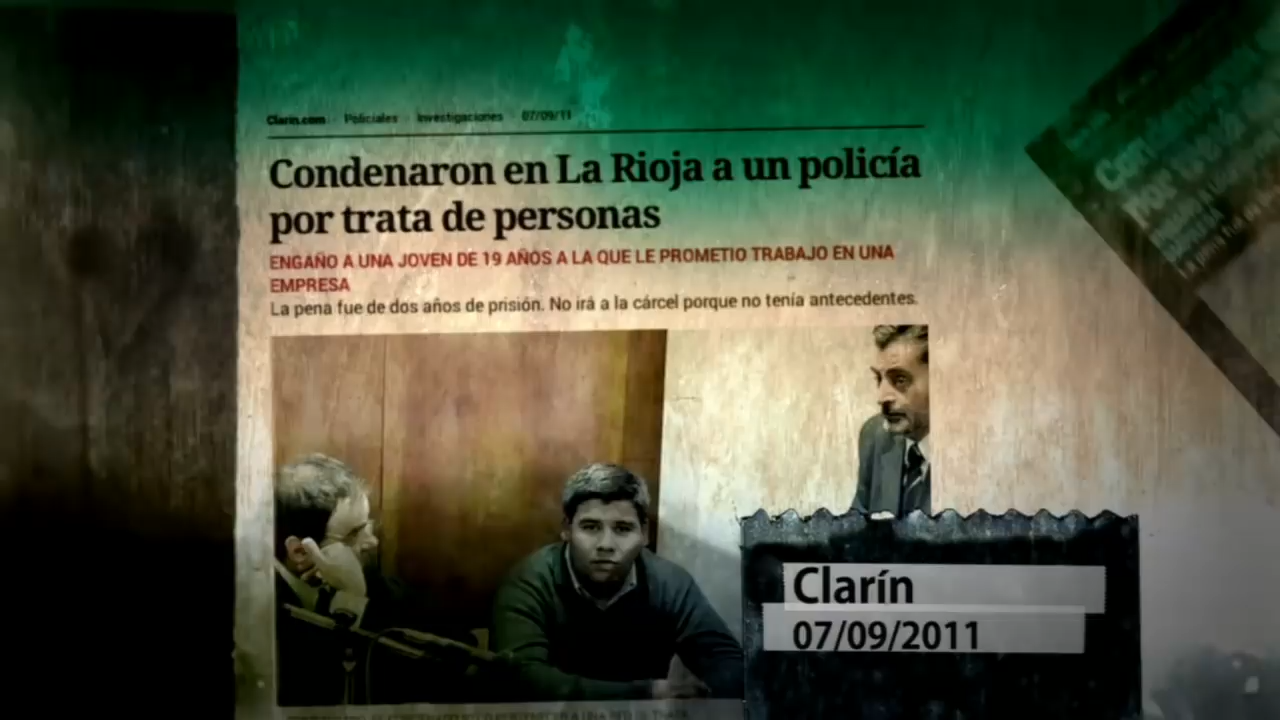 Clarin.com Policiales Investigaciones 07/09/11
Condenaron en La Rioja a un policía
por trata de personas
ENGAÑO A UNA JOVEN DE 19 AÑOS A LA QUE LE PROMETIO TRABAJO EN UNA
EMPRESA
La pena fue de dos años de prisión. No irá a la cárcel porque no tenía antecedentes.
Clarín
07/09/2011